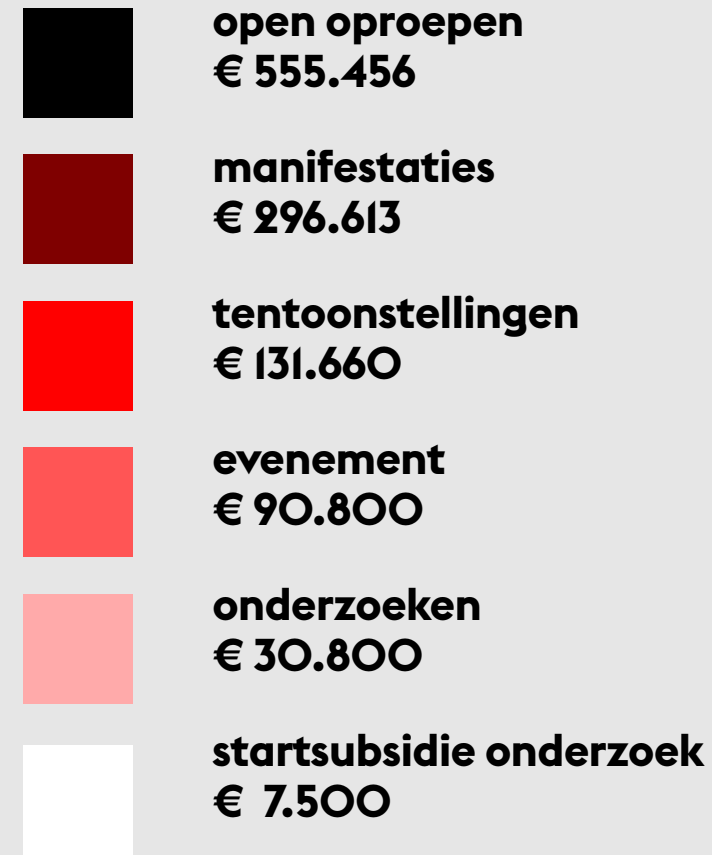 open oproepen
€ 555.456
manifestaties
€ 296.613
tentoonstellingen
€ 131.660
evenement
€ 90.800
onderzoeken
€ 30.800
startsubsidie onderzoek
€ 7.500